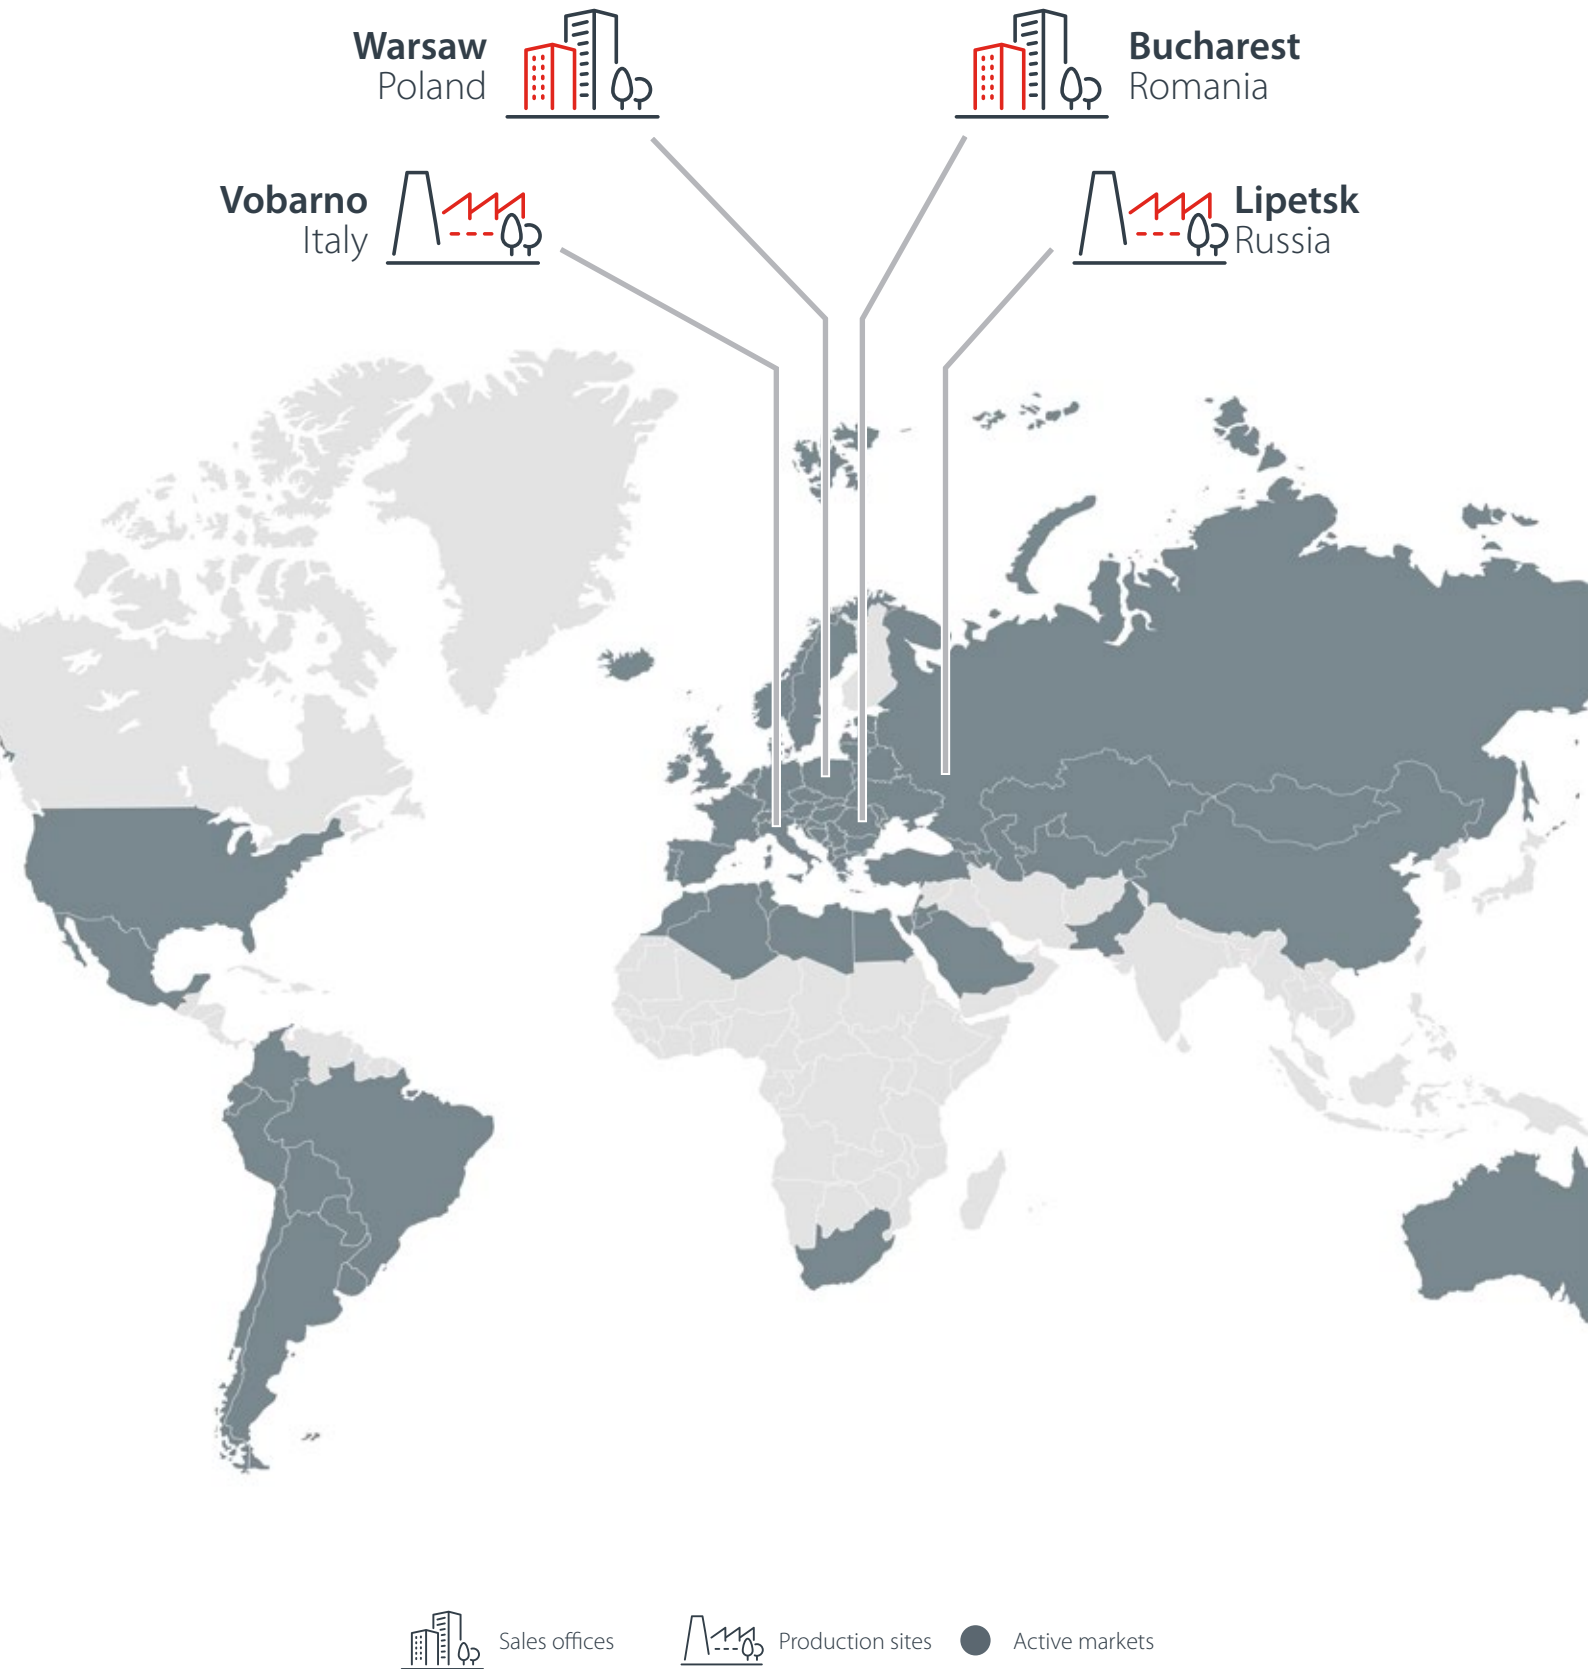 Warsaw
Poland
Bucharest
Romania
Vobarno
Italy
Lipetsk
Russia
Sales offices
Production sites
Active markets